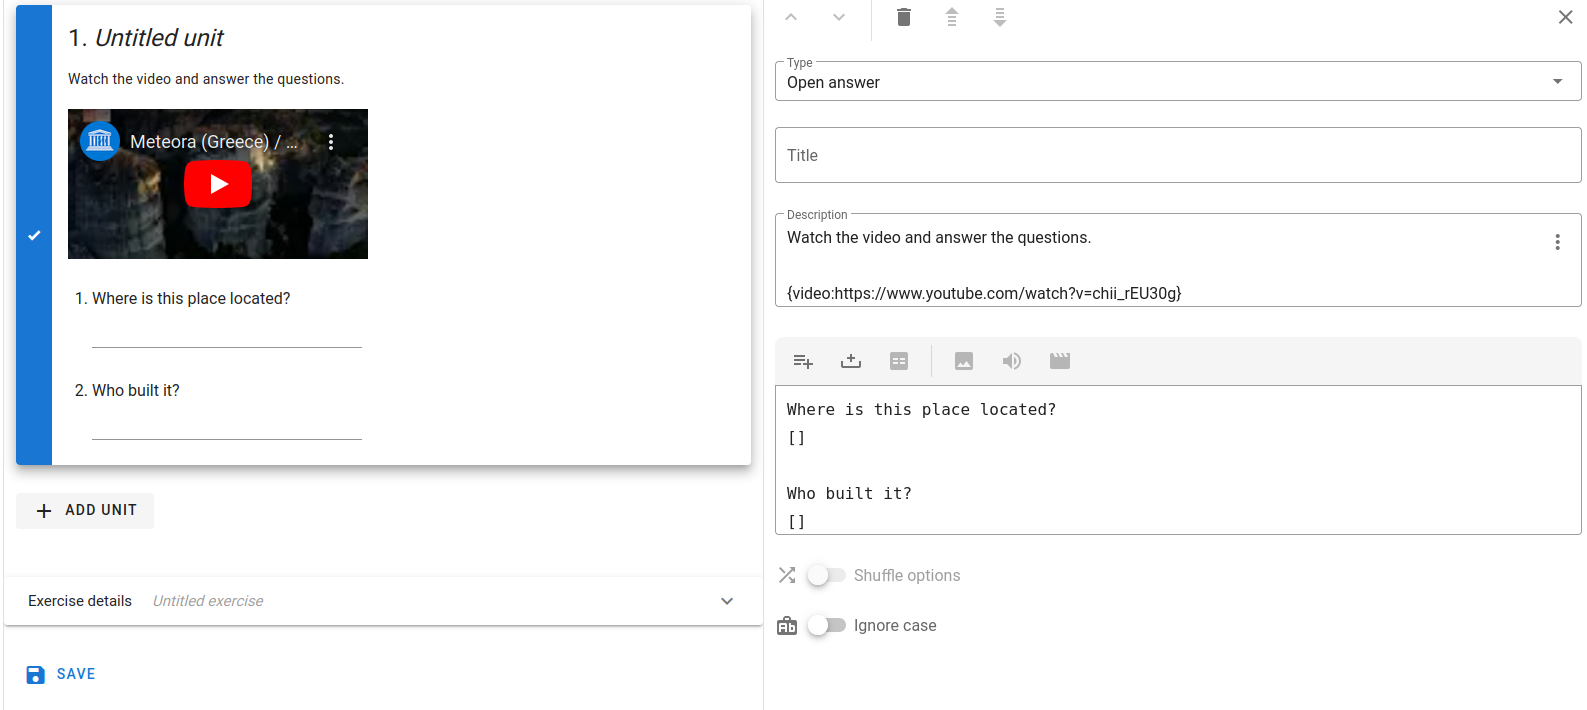 1. Untitled unit
Watch the video and answer the questions.
Meteora (Greece) / ...
1. Where is this place located?
2. Who built it?
ADD UNIT
Exercise details Untitled exercise
SAVE
Type
Open answer
Title
Description
Watch the video and answer the questions.
{video:https://www.youtube.com/watch?v=chii_rEU30g}
Where is this place located?
[]
Who built it?
[]
Shuffle options
Ab
Ignore case